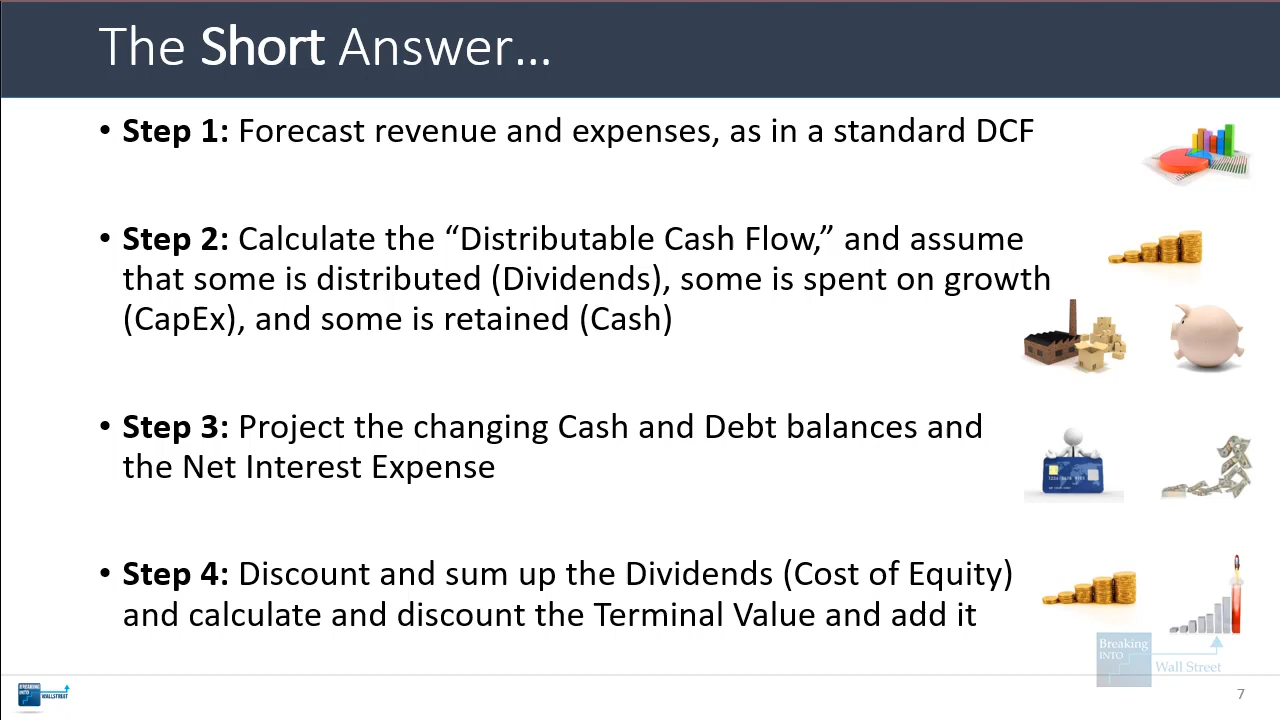 The Short Answer…
• Step 1: Forecast revenue and expenses, as in a standard DCF
• Step 2: Calculate the “Distributable Cash Flow,” and assume
that some is distributed (Dividends), some is spent on growth
(CapEx), and some is retained (Cash)
• Step 3: Project the changing Cash and Debt balances and
the Net Interest Expense
• Step 4: Discount and sum up the Dividends (Cost of Equity)
and calculate and discount the Terminal Value and add it
Breaking
INTO
Wall Street
BREAKING
INTO
WALLSTREET
7